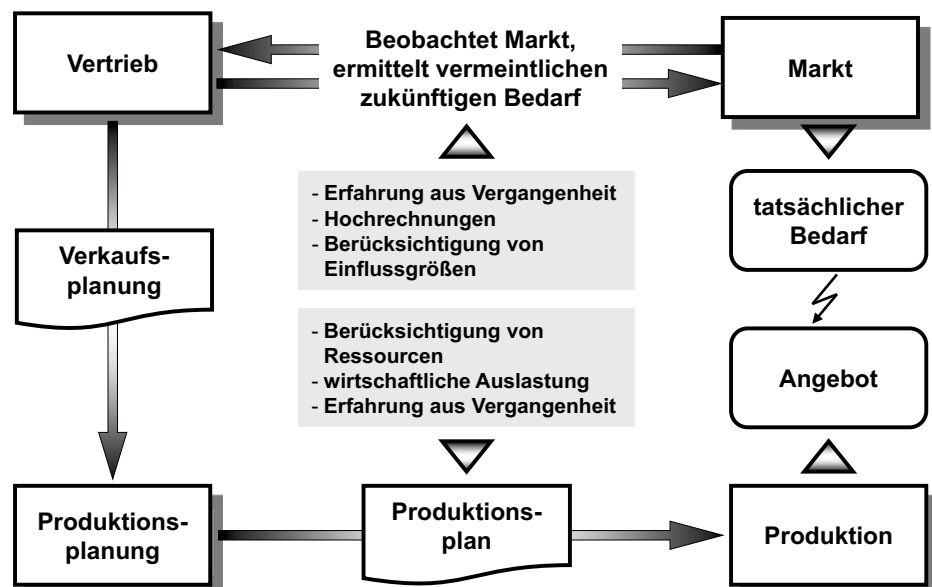 Vertrieb
Beobachtet Markt,
ermittelt vermeintlichen
zukünftigen Bedarf
Markt
- Erfahrung aus Vergangenheit
- Hochrechnungen
- Berücksichtigung von
Einflussgrößen
tatsächlicher
Bedarf
Verkaufs-
planung
- Berücksichtigung von
Ressourcen
- wirtschaftliche Auslastung
- Erfahrung aus Vergangenheit
Angebot
Produktions-
planung
Produktions-
plan
Produktion